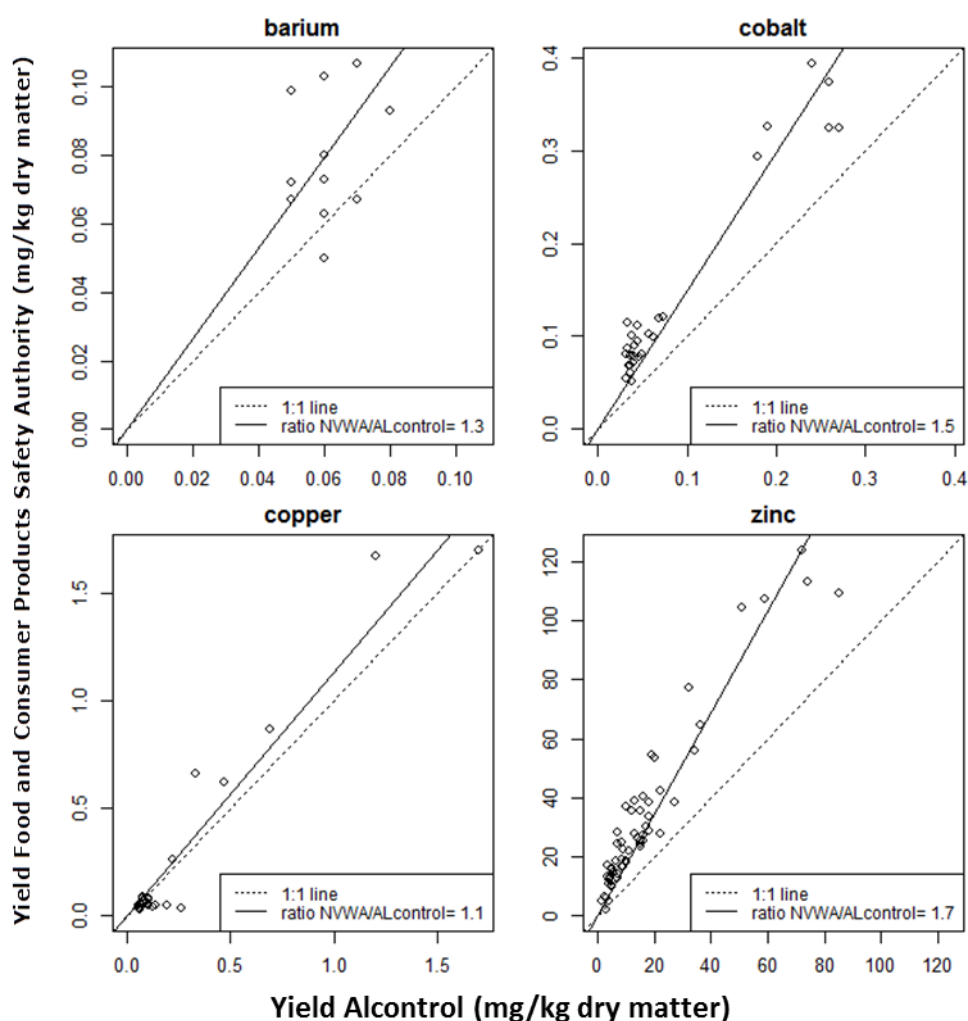 Yield Food and Consumer Products Safety Authority (mg/kg dry matter)
barium
0.10
0.08
0.06
0.04
0.02
0.00
1:1 line
ratio NVWA/ALcontrol= 1.3
0.00 0.02 0.04 0.06 0.08 0.10
cobalt
0.4
0.3
0.2
0.1
0.0
1:1 line
ratio NVWA/ALcontrol= 1.5
0.0 0.1 0.2 0.3 0.4
copper
1.5
1.0
0.5
0.0
1:1 line
ratio NVWA/ALcontrol= 1.1
0.0 0.5 1.0 1.5
zinc
120
100
80
60
40
20
0
1:1 line
ratio NVWA/ALcontrol= 1.7
0 20 40 60 80 100 120
Yield Alcontrol (mg/kg dry matter)